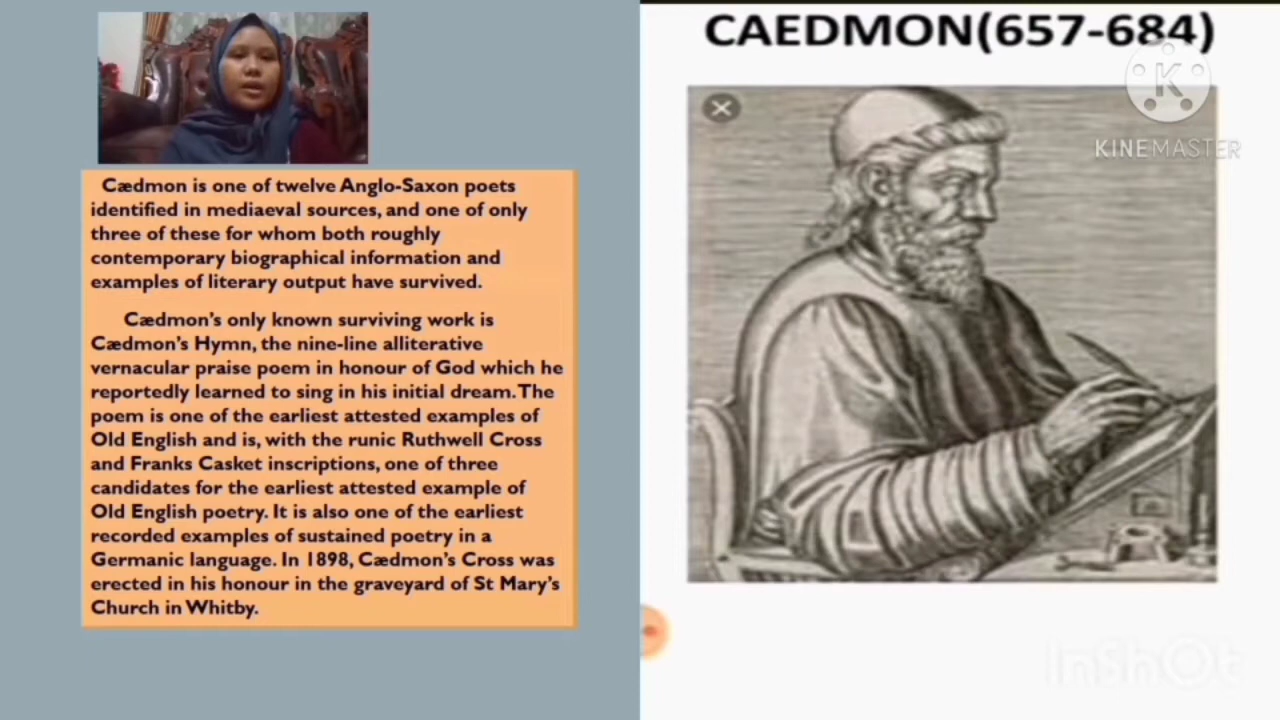 CAEDMON(657-684)
K
KINEMASTER
Cædmon is one of twelve Anglo-Saxon poets
identified in mediaeval sources, and one of only
three of these for whom both roughly
contemporary biographical information and
examples of literary output have survived.
Cædmon's only known surviving work is
Cædmon's Hymn, the nine-line alliterative
vernacular praise poem in honour of God which he
reportedly learned to sing in his initial dream. The
poem is one of the earliest attested examples of
Old English and is, with the runic Ruthwell Cross
and Franks Casket inscriptions, one of three
candidates for the earliest attested example of
Old English poetry. It is also one of the earliest
recorded examples of sustained poetry in a
Germanic language. In 1898, Cædmon's Cross was
erected in his honour in the graveyard of St Mary's
Church in Whitby.
InShOt